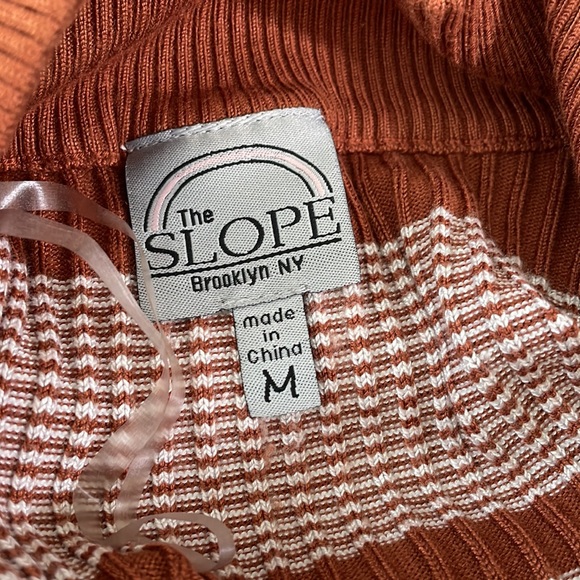 The
SLOPE
Brooklyn NY
made
in
China
M